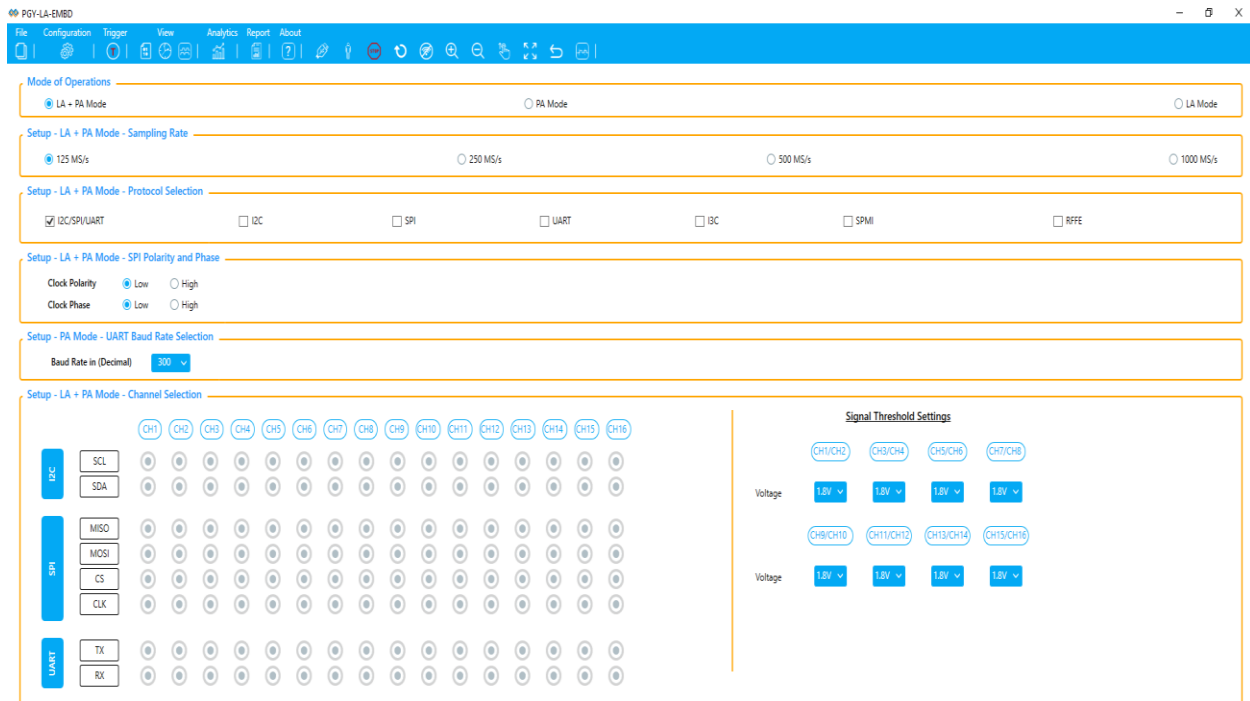 PGY-LA-EMBD
File Configuration Trigger View Analytics Report About
Mode of Operations
LA + PA Mode PA Mode LA Mode
Setup - LA + PA Mode - Sampling Rate
125 MS/s 250 MS/s 500 MS/s 1000 MS/s
Setup - LA + PA Mode - Protocol Selection
I2C/SPI/UART I2C SPI UART I3C SPMI RFFE
Setup - LA + PA Mode - SPI Polarity and Phase
Clock Polarity Low High
Clock Phase Low High
Setup - PA Mode - UART Baud Rate Selection
Baud Rate in (Decimal) 300
Setup - LA + PA Mode - Channel Selection
CH1 CH2 CH3 CH4 CH5 CH6 CH7 CH8 CH9 CH10 CH11 CH12 CH13 CH14 CH15 CH16
I2C
SCL
SDA
SPI
MISO
MOSI
CS
CLK
UART
TX
RX
Signal Threshold Settings
CH1/CH2 CH3/CH4 CH5/CH6 CH7/CH8
Voltage 1.8V 1.8V 1.8V 1.8V
CH9/CH10 CH11/CH12 CH13/CH14 CH15/CH16
Voltage 1.8V 1.8V 1.8V 1.8V